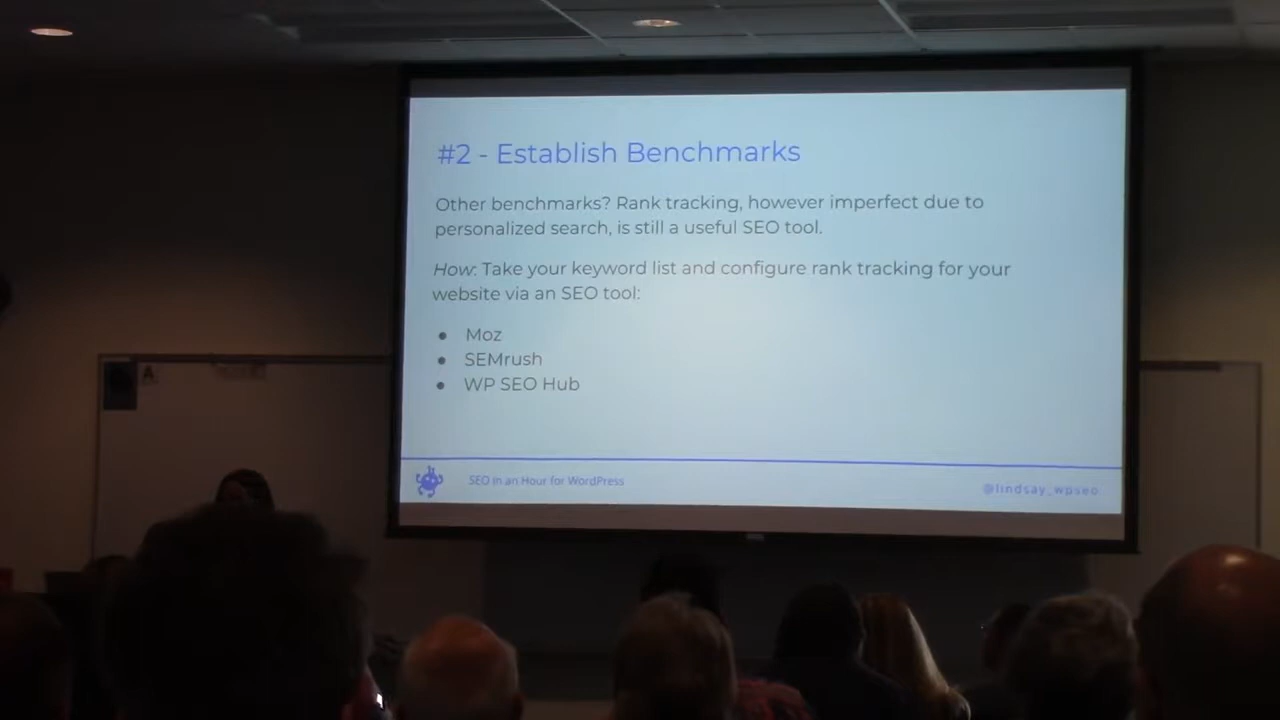 #2 - Establish Benchmarks
Other benchmarks? Rank tracking, however imperfect due to
personalized search, is still a useful SEO tool.
How: Take your keyword list and configure rank tracking for your
website via an SEO tool:
● Moz
● SEMrush
● WP SEO Hub
SEO in an Hour for WordPress
@lindsay_wpseo
A